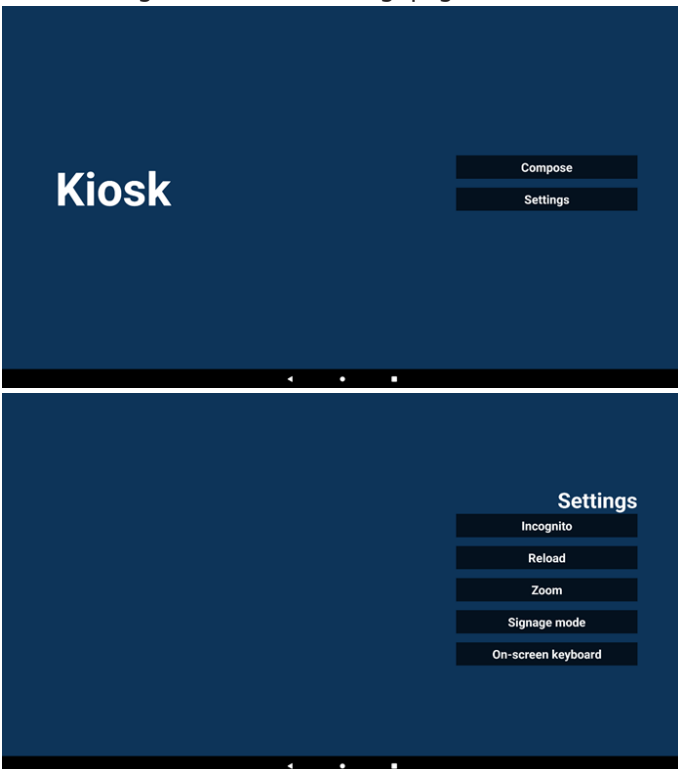 Kiosk
Compose
Settings
Settings
Incognito
Reload
Zoom
Signage mode
On-screen keyboard